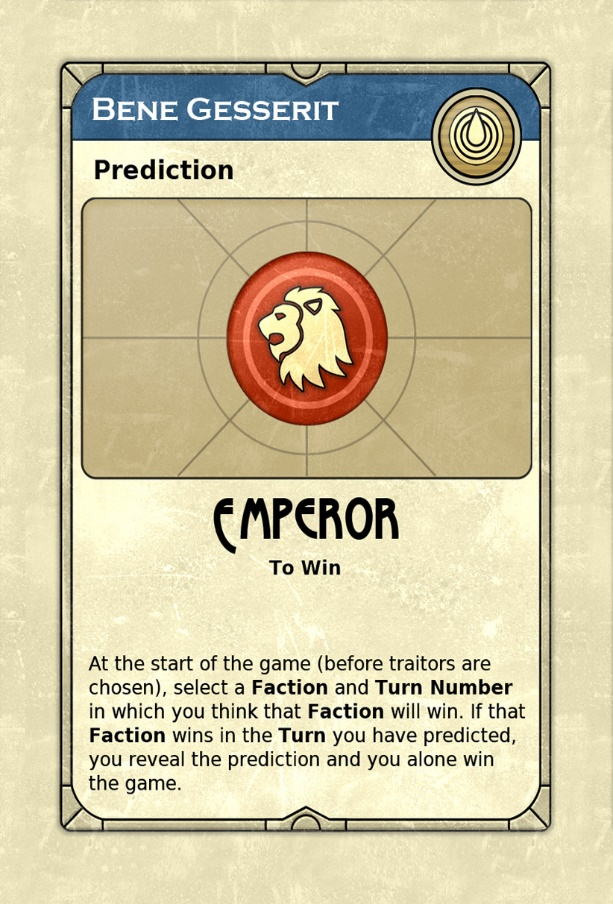 BENE GESSERIT
Prediction
EMPEROR
To Win
At the start of the game (before traitors are
chosen), select a Faction and Turn Number
in which you think that Faction will win. If that
Faction wins in the Turn you have predicted,
you reveal the prediction and you alone win
the game.